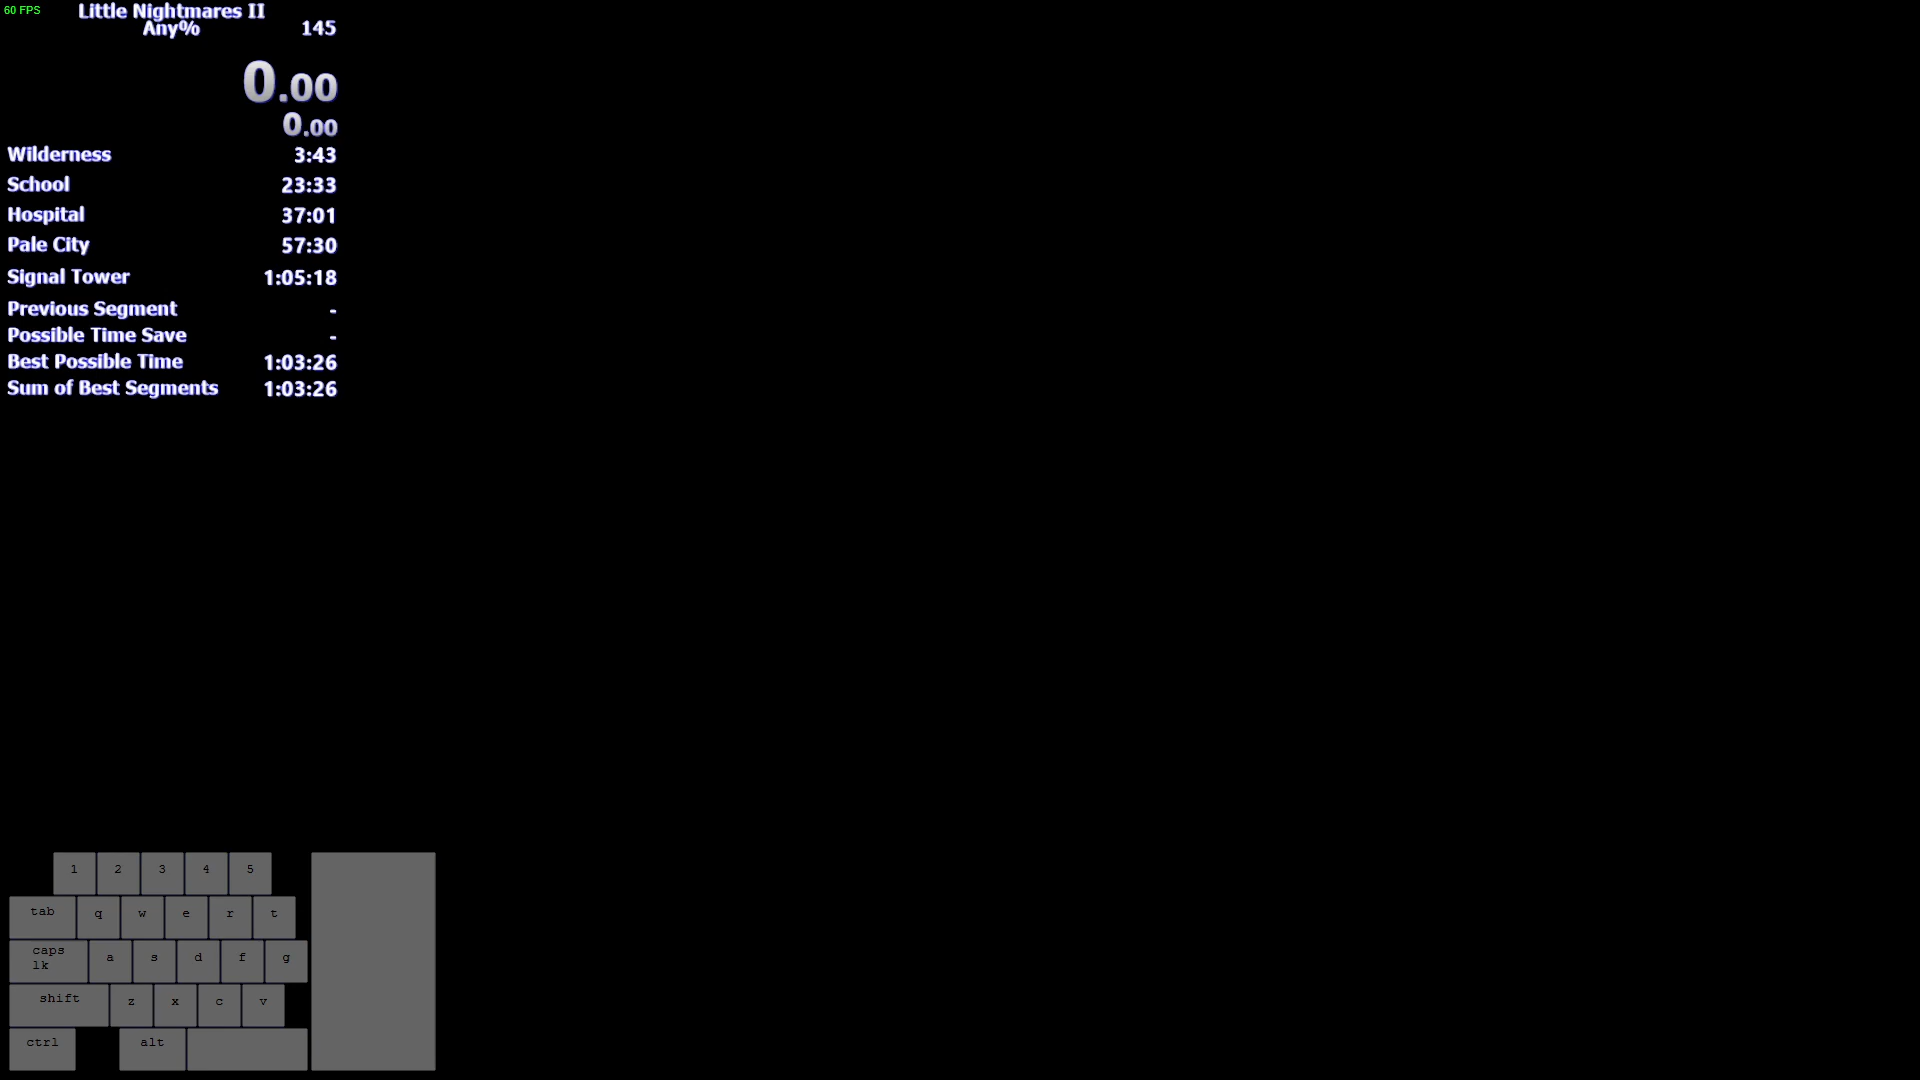 60 FPS
Little Nightmares II
Any% 145
0.00
0.00
Wilderness 3:43
School 23:33
Hospital 37:01
Pale City 57:30
Signal Tower 1:05:18
Previous Segment -
Possible Time Save -
Best Possible Time 1:03:26
Sum of Best Segments 1:03:26
1 2 3 4 5
tab q w e r t
caps
lk a s d f g
shift z x c v
ctrl alt